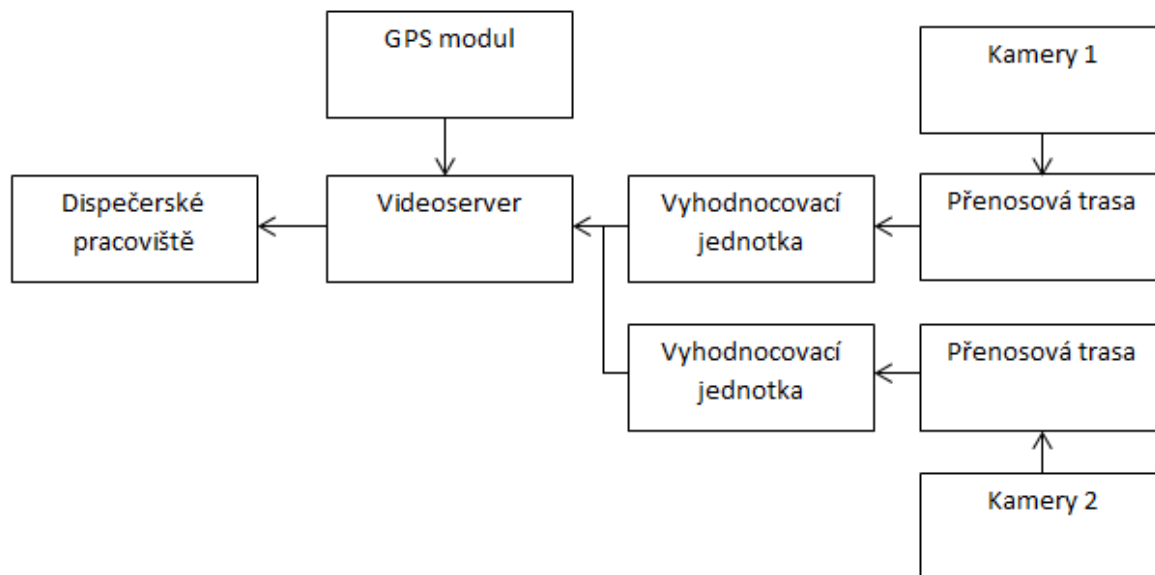 GPS modul
Kamery 1
Dispečerské
pracoviště
Videoserver
Vyhodnocovací
jednotka
Přenosová trasa
Vyhodnocovací
jednotka
Přenosová trasa
Kamery 2